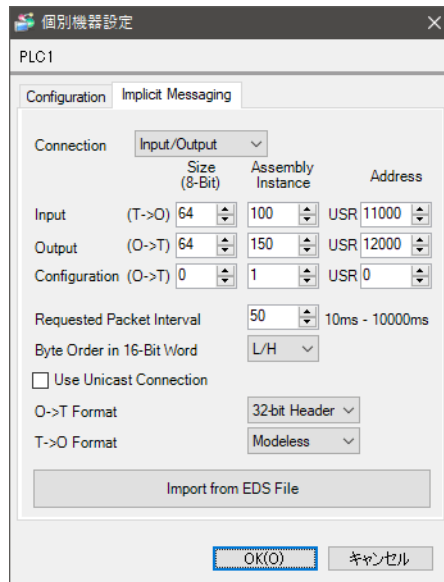 個別機器設定
PLC1
Configuration Implicit Messaging
Connection Input/Output
Size (8-Bit) Assembly Instance Address
Input (T->O) 64 100 USR 11000
Output (O->T) 64 150 USR 12000
Configuration (O->T) 0 1 USR 0
Requested Packet Interval 50 10ms - 10000ms
Byte Order in 16-Bit Word L/H
Use Unicast Connection
O->T Format 32-bit Header
T->O Format Modeless
Import from EDS File
OK(O) キャンセル